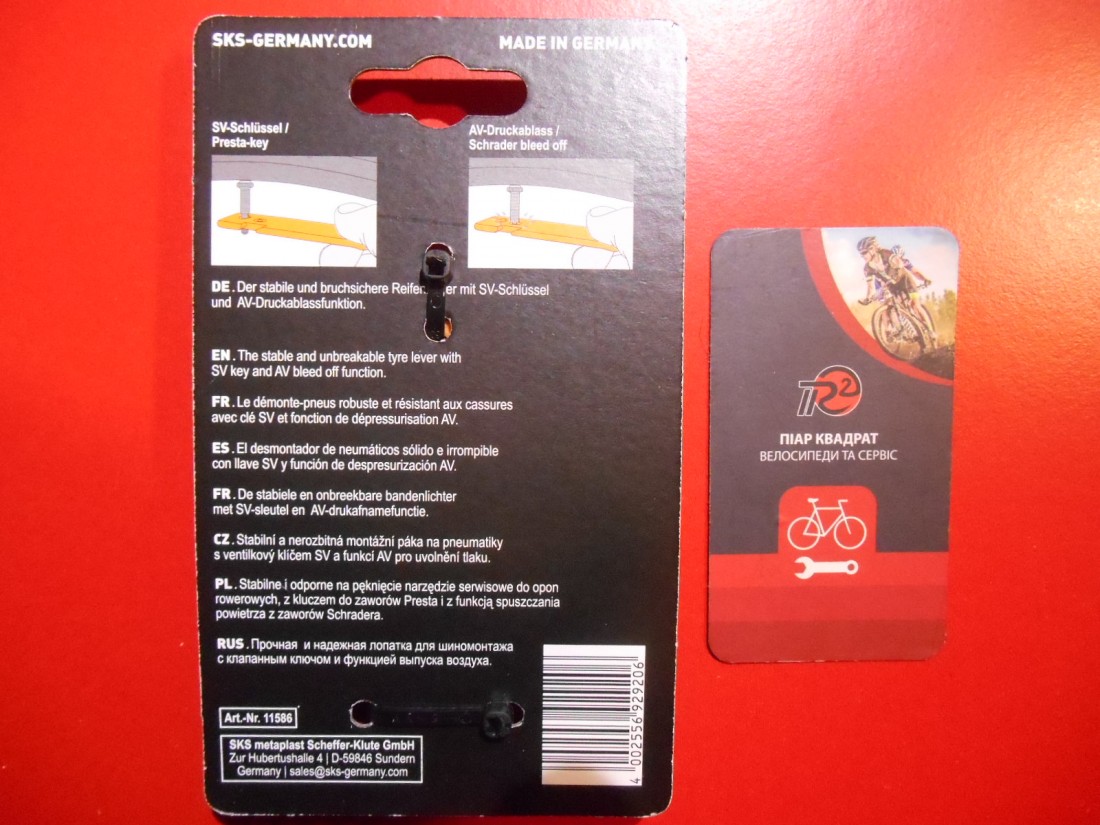 SKS-GERMANY.COM
MADE IN GERMANY
SV-Schlüssel /
Presta-key
AV-Druckablass /
Schrader bleed off
DE. Der stabile und bruchsichere mit SV-Schlüssel
und AV-Druckablassfunktion.
EN. The stable and unbreakable tyre lever with
SV key and AV bleed off function.
FR. Le démonte-pneus robuste et résistant aux cassures
avec clé SV et fonction de dépressurisation AV.
ES. El desmontador de neumáticos sólido e irrompible
con llave SV y función de despresurización AV.
FR. De stabiele en onbreekbare bandenlichter
met SV-sleutel en AV-drukafnamefunctie.
CZ. Stabilní a nerozbitná montážní páka na pneumatiky
s ventilkový klíčem SV a funkcí AV pro uvolnění tlaku.
PL. Stabilne i odporne na pęknięcie narzędzie serwisowe do opon
rowerowych, z kluczem do zaworów Presta i z funkcją spuszczania
powietrza z zaworów Schradera.
RUS. Прочная и надежная лопатка для шиномонтажа
с клапанным ключом и функцией выпуска воздуха.
Art.-Nr. 11586
SKS metaplast Scheffer-Klute GmbH
Zur Hubertushalle 4 | D-59846 Sundern
Germany | sales@sks-germany.com
4 002556 929206
R2
ПІАР КВАДРАТ
ВЕЛОСИПЕДИ ТА СЕРВІС